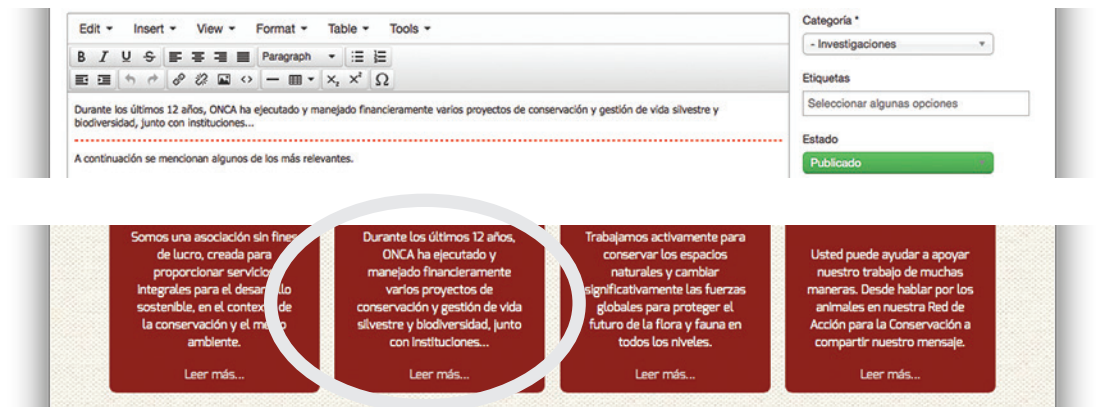 Edit Insert View Format Table Tools
Categoría *
- Investigaciones
B I U S Paragraph
x₂ x² Ω
Etiquetas
Seleccionar algunas opciones
Durante los últimos 12 años, ONCA ha ejecutado y manejado financieramente varios proyectos de conservación y gestión de vida silvestre y
biodiversidad, junto con instituciones...
Estado
Publicado
A continuación se mencionan algunos de los más relevantes.
Somos una asociación sin fines
de lucro, creada para
proporcionar servicio
integrales para el desar llo
sostenible, en el contex de
la conservación y el me o
ambiente.
Leer más...
Durante los últimos 12 años,
ONCA ha ejecutado y
manejado financieramente
varios proyectos de
conservación y gestión de vida
silvestre y biodiversidad, junto
con instituciones...
Leer más...
Trabajamos activamente para
conservar los espacios
naturales y cambiar
significativamente las fuerzas
globales para proteger el
futuro de la flora y fauna en
todos los niveles.
Leer más...
Usted puede ayudar a apoyar
nuestro trabajo de muchas
maneras. Desde hablar por los
animales en nuestra Red de
Acción para la Conservación a
compartir nuestro mensaje.
Leer más...